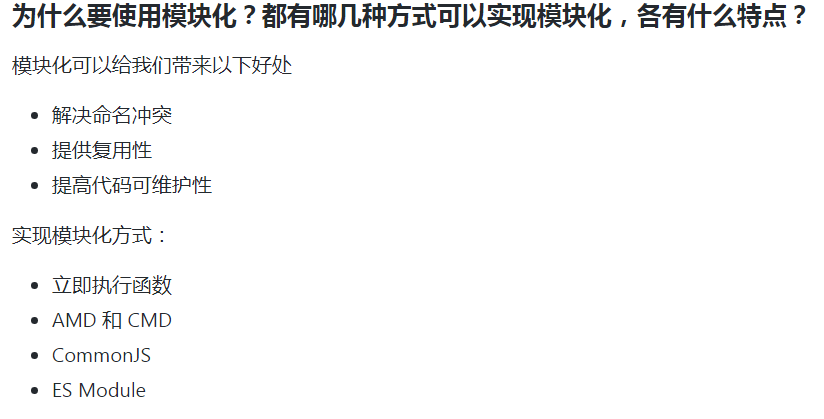 为什么要使用模块化？都有哪几种方式可以实现模块化，各有什么特点？
模块化可以给我们带来以下好处
• 解决命名冲突
• 提供复用性
• 提高代码可维护性
实现模块化方式：
• 立即执行函数
• AMD 和 CMD
• CommonJS
• ES Module